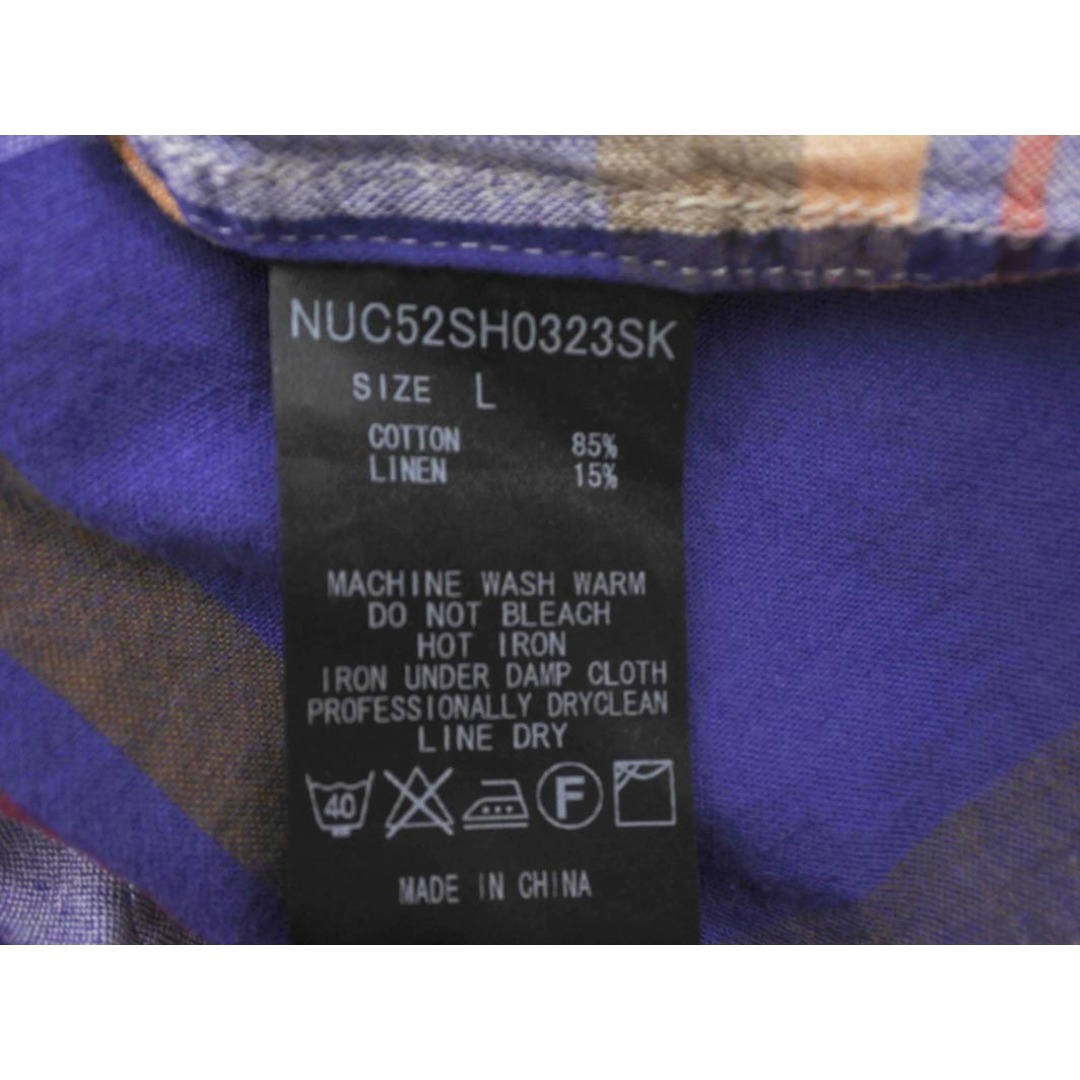 NUC52SH0323SK
SIZE L
COTTON 85%
LINEN 15%
MACHINE WASH WARM
DO NOT BLEACH
HOT IRON
IRON UNDER DAMP CLOTH
PROFESSIONALLY DRYCLEAN
LINE DRY
40 F
MADE IN CHINA